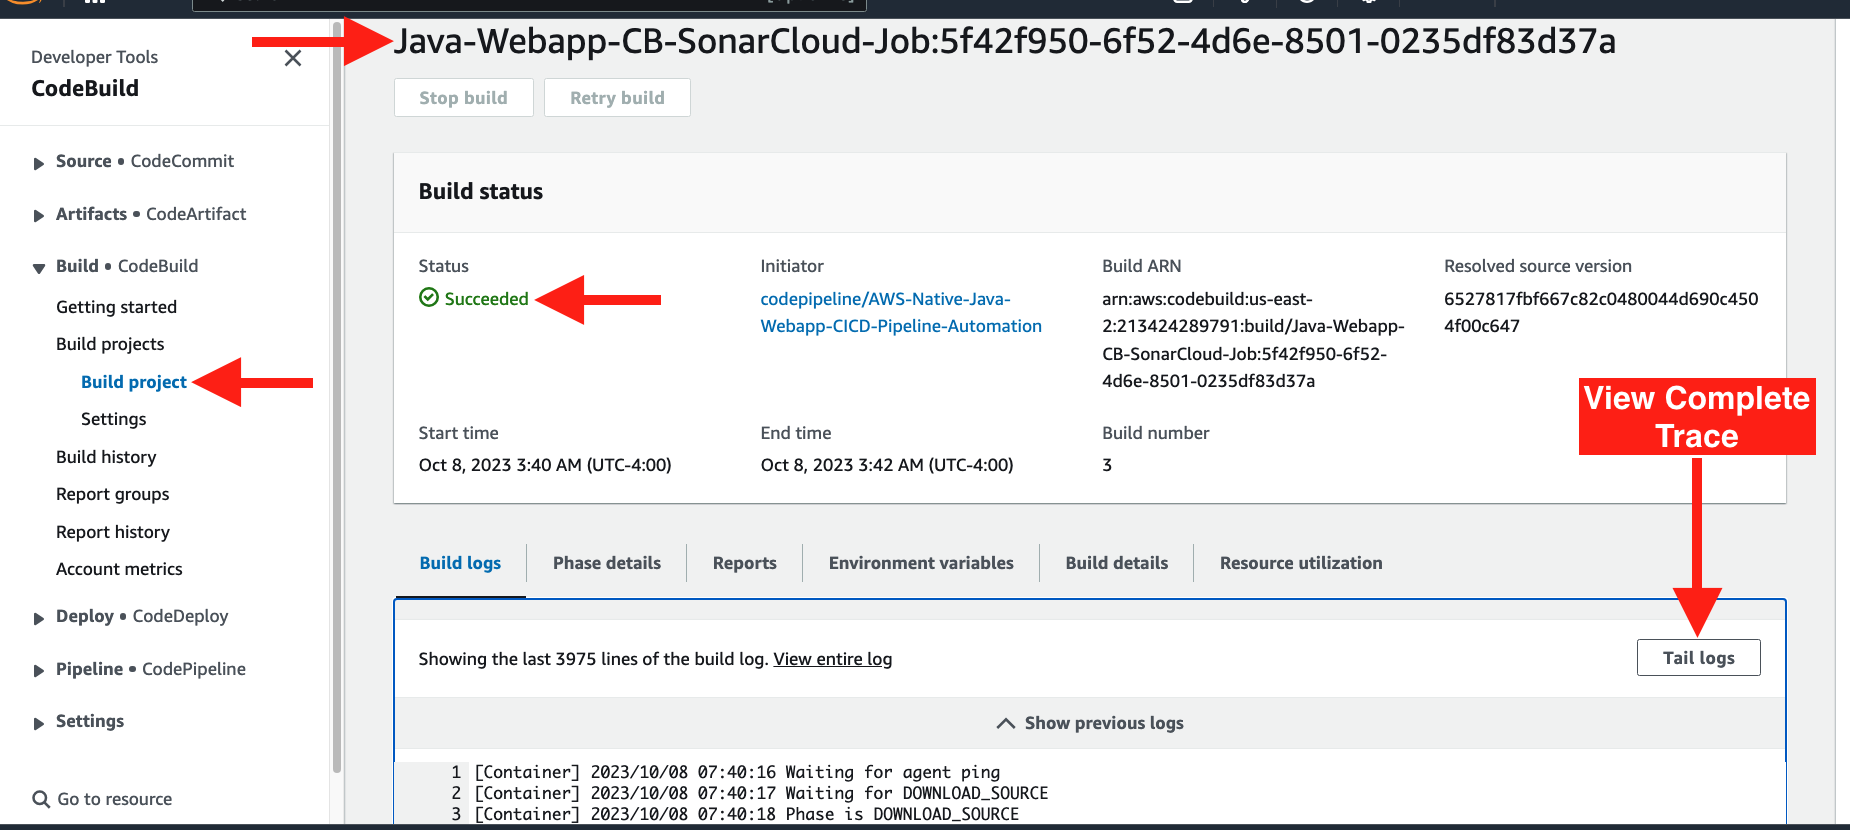 Developer Tools
CodeBuild
Source • CodeCommit
Artifacts • CodeArtifact
Build • CodeBuild
Getting started
Build projects
Build project
Settings
Build history
Report groups
Report history
Account metrics
Deploy • CodeDeploy
Pipeline • CodePipeline
Settings
Go to resource
Java-Webapp-CB-SonarCloud-Job:5f42f950-6f52-4d6e-8501-0235df83d37a
Stop build
Retry build
Build status
Status
Succeeded
Initiator
codepipeline/AWS-Native-Java-
Webapp-CICD-Pipeline-Automation
Build ARN
arn:aws:codebuild:us-east-
2:213424289791:build/Java-Webapp-
CB-SonarCloud-Job:5f42f950-6f52-
4d6e-8501-0235df83d37a
Resolved source version
6527817fbf667c82c0480044d690c450
4f00c647
Start time
Oct 8, 2023 3:40 AM (UTC-4:00)
End time
Oct 8, 2023 3:42 AM (UTC-4:00)
Build number
3
View Complete
Trace
Build logs
Phase details
Reports
Environment variables
Build details
Resource utilization
Showing the last 3975 lines of the build log. View entire log
Tail logs
Show previous logs
1 [Container] 2023/10/08 07:40:16 Waiting for agent ping
2 [Container] 2023/10/08 07:40:17 Waiting for DOWNLOAD_SOURCE
3 [Container] 2023/10/08 07:40:18 Phase is DOWNLOAD_SOURCE